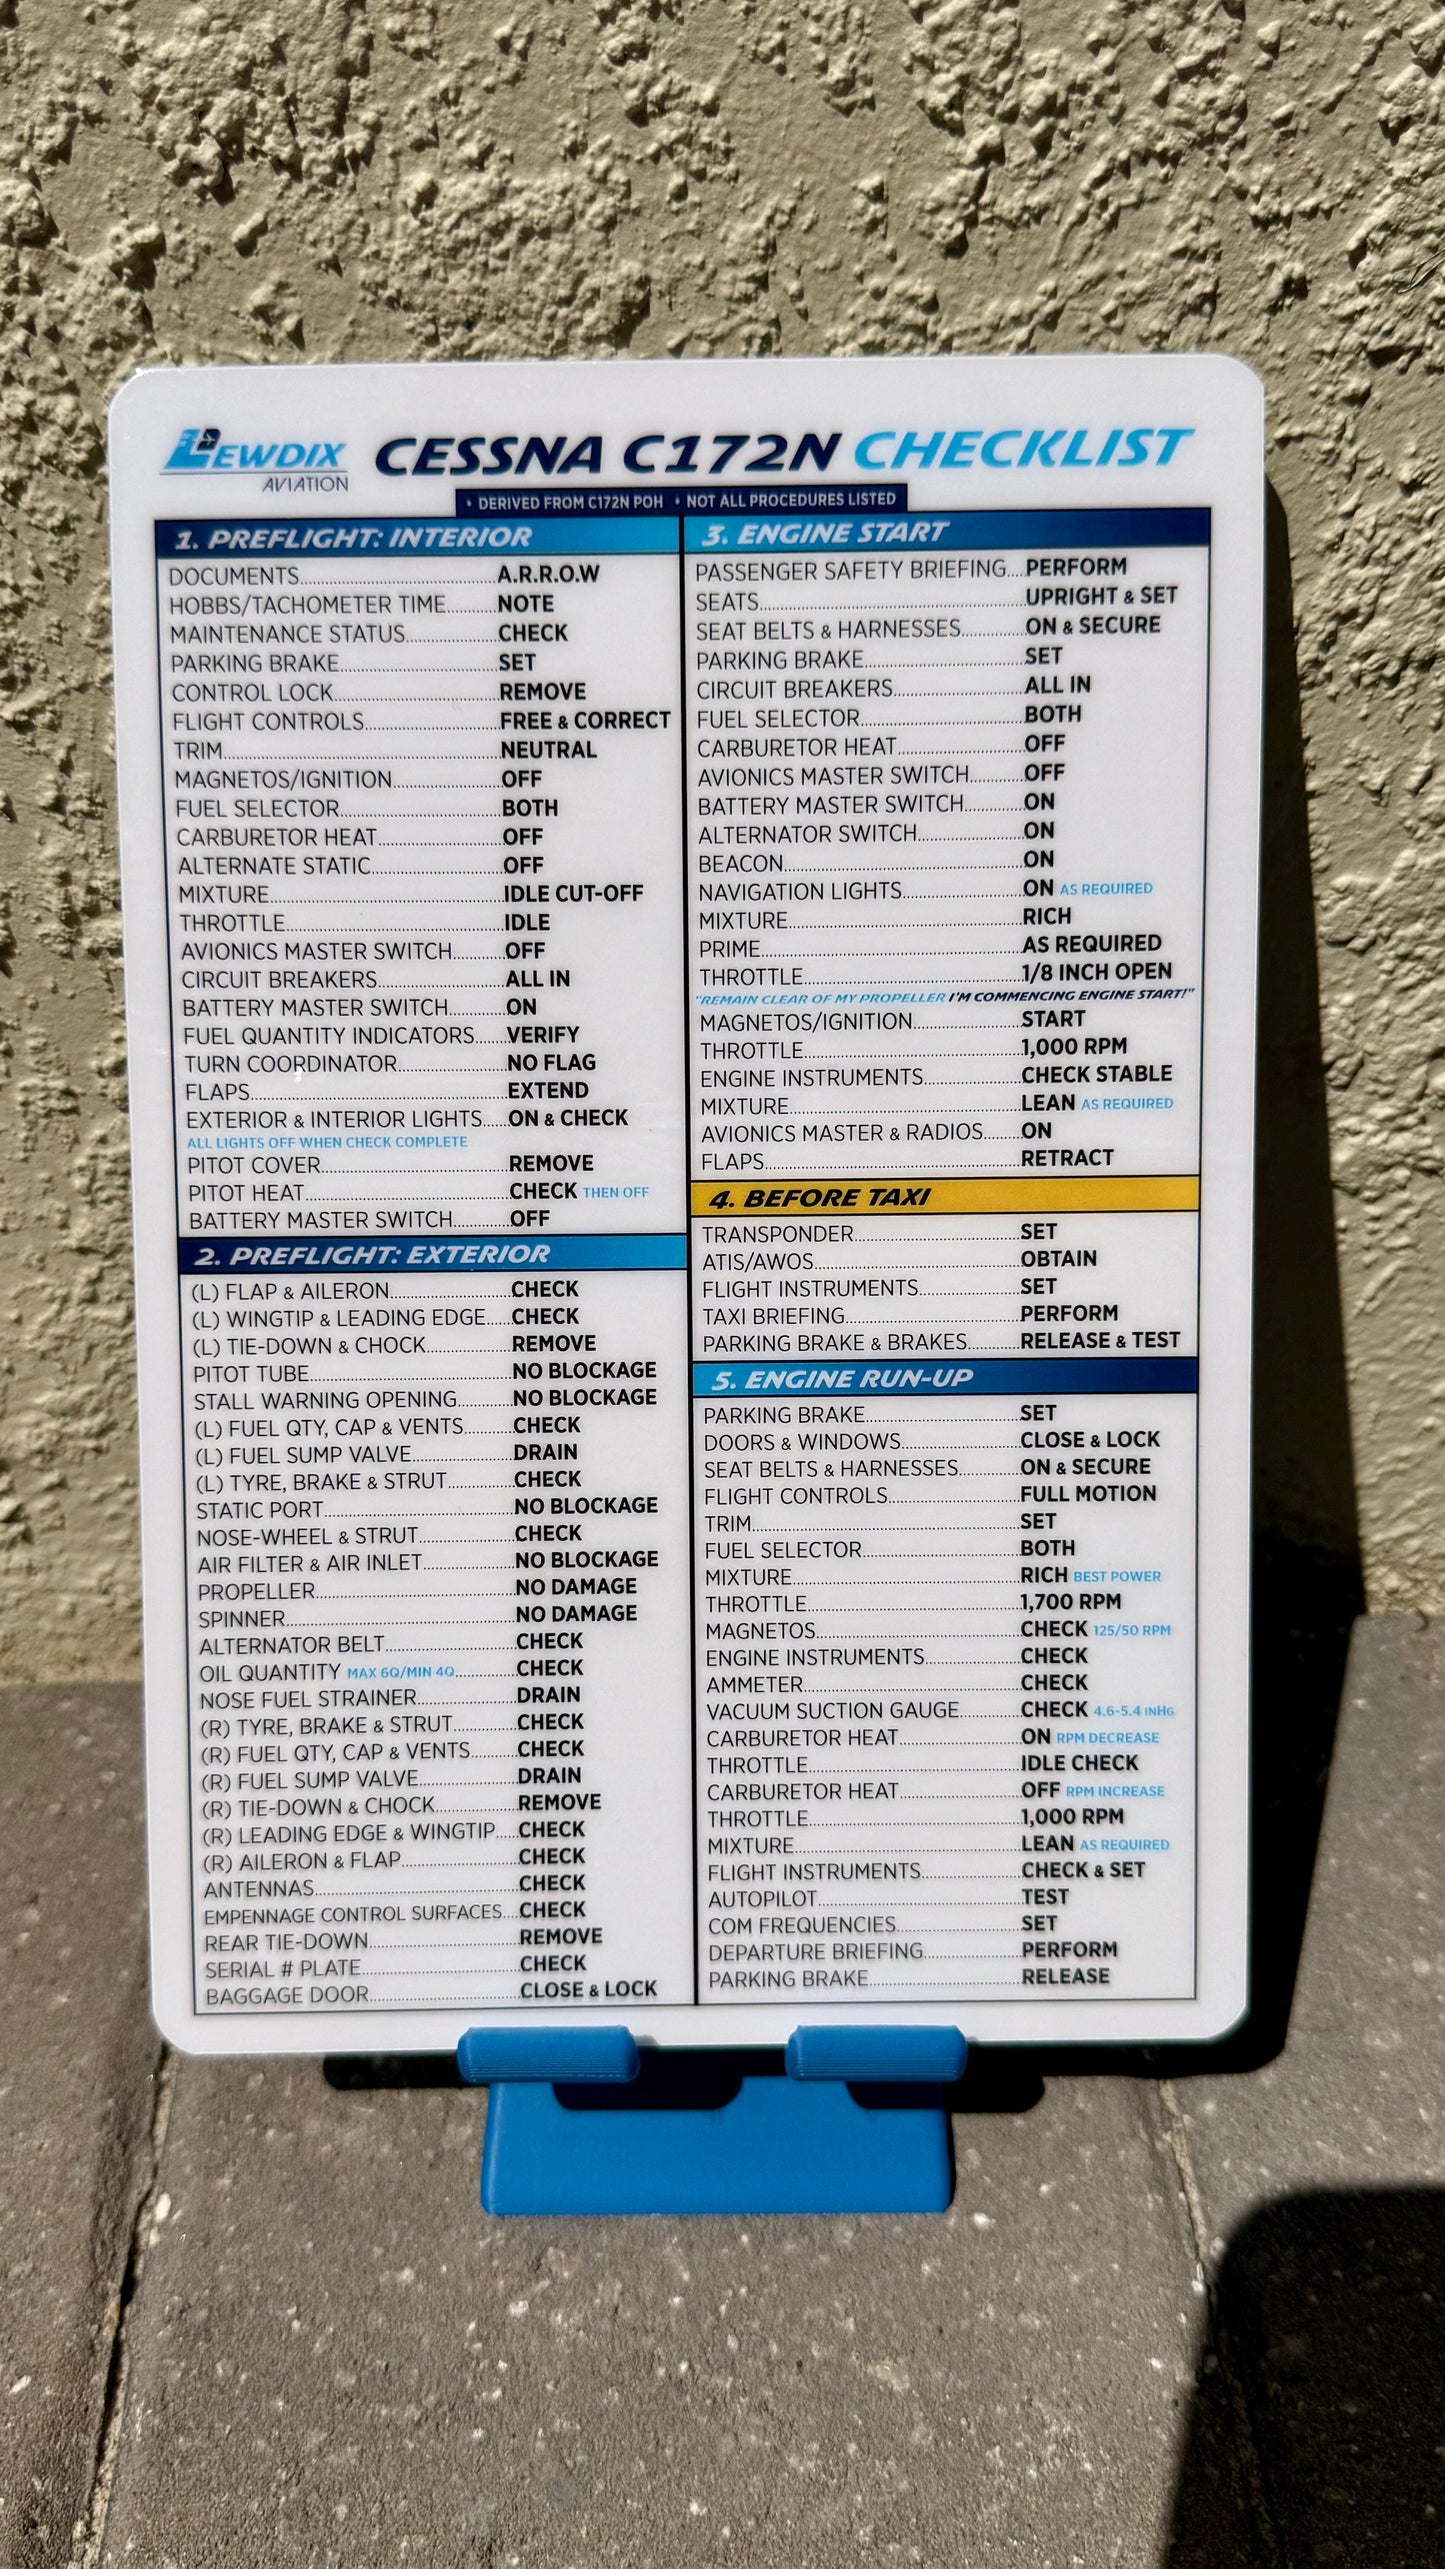 LEWDIX
AVIATION
CESSNA C172N CHECKLIST
• DERIVED FROM C172N POH • NOT ALL PROCEDURES LISTED
1. PREFLIGHT: INTERIOR
DOCUMENTS....................A.R.R.O.W
HOBBS/TACHOMETER TIME..........NOTE
MAINTENANCE STATUS..........CHECK
PARKING BRAKE..........SET
CONTROL LOCK..........REMOVE
FLIGHT CONTROLS..........FREE & CORRECT
TRIM..........NEUTRAL
MAGNETOS/IGNITION..........OFF
FUEL SELECTOR..........BOTH
CARBURETOR HEAT..........OFF
ALTERNATE STATIC..........OFF
MIXTURE..........IDLE CUT-OFF
THROTTLE..........IDLE
AVIONICS MASTER SWITCH..........OFF
CIRCUIT BREAKERS..........ALL IN
BATTERY MASTER SWITCH..........ON
FUEL QUANTITY INDICATORS.......VERIFY
TURN COORDINATOR..........NO FLAG
FLAPS..........EXTEND
EXTERIOR & INTERIOR LIGHTS......ON & CHECK
ALL LIGHTS OFF WHEN CHECK COMPLETE
PITOT COVER..........REMOVE
PITOT HEAT..........CHECK THEN OFF
BATTERY MASTER SWITCH..........OFF
2. PREFLIGHT: EXTERIOR
(L) FLAP & AILERON..........CHECK
(L) WINGTIP & LEADING EDGE......CHECK
(L) TIE-DOWN & CHOCK..........REMOVE
PITOT TUBE..........NO BLOCKAGE
STALL WARNING OPENING..........NO BLOCKAGE
(L) FUEL QTY, CAP & VENTS..........CHECK
(L) FUEL SUMP VALVE..........DRAIN
(L) TYRE, BRAKE & STRUT..........CHECK
STATIC PORT..........NO BLOCKAGE
NOSE-WHEEL & STRUT..........CHECK
AIR FILTER & AIR INLET..........NO BLOCKAGE
PROPELLER..........NO DAMAGE
SPINNER..........NO DAMAGE
ALTERNATOR BELT..........CHECK
OIL QUANTITY MAX 6Q/MIN 4Q..........CHECK
NOSE FUEL STRAINER..........DRAIN
(R) TYRE, BRAKE & STRUT..........CHECK
(R) FUEL QTY, CAP & VENTS..........CHECK
(R) FUEL SUMP VALVE..........DRAIN
(R) TIE-DOWN & CHOCK..........REMOVE
(R) LEADING EDGE & WINGTIP.....CHECK
(R) AILERON & FLAP..........CHECK
ANTENNAS..........CHECK
EMPENNAGE CONTROL SURFACES....CHECK
REAR TIE-DOWN..........REMOVE
SERIAL # PLATE..........CHECK
BAGGAGE DOOR..........CLOSE & LOCK
3. ENGINE START
PASSENGER SAFETY BRIEFING....PERFORM
SEATS..........UPRIGHT & SET
SEAT BELTS & HARNESSES..........ON & SECURE
PARKING BRAKE..........SET
CIRCUIT BREAKERS..........ALL IN
FUEL SELECTOR..........BOTH
CARBURETOR HEAT..........OFF
AVIONICS MASTER SWITCH..........OFF
BATTERY MASTER SWITCH..........ON
ALTERNATOR SWITCH..........ON
BEACON..........ON
NAVIGATION LIGHTS..........ON AS REQUIRED
MIXTURE..........RICH
PRIME..........AS REQUIRED
THROTTLE..........1/8 INCH OPEN
"REMAIN CLEAR OF MY PROPELLER I'M COMMENCING ENGINE START!"
MAGNETOS/IGNITION..........START
THROTTLE..........1,000 RPM
ENGINE INSTRUMENTS..........CHECK STABLE
MIXTURE..........LEAN AS REQUIRED
AVIONICS MASTER & RADIOS........ON
FLAPS..........RETRACT
4. BEFORE TAXI
TRANSPONDER..........SET
ATIS/AWOS..........OBTAIN
FLIGHT INSTRUMENTS..........SET
TAXI BRIEFING..........PERFORM
PARKING BRAKE & BRAKES..........RELEASE & TEST
5. ENGINE RUN-UP
PARKING BRAKE..........SET
DOORS & WINDOWS..........CLOSE & LOCK
SEAT BELTS & HARNESSES..........ON & SECURE
FLIGHT CONTROLS..........FULL MOTION
TRIM..........SET
FUEL SELECTOR..........BOTH
MIXTURE..........RICH BEST POWER
THROTTLE..........1,700 RPM
MAGNETOS..........CHECK 125/50 RPM
ENGINE INSTRUMENTS..........CHECK
AMMETER..........CHECK
VACUUM SUCTION GAUGE..........CHECK 4.6-5.4 INHG
CARBURETOR HEAT..........ON RPM DECREASE
THROTTLE..........IDLE CHECK
CARBURETOR HEAT..........OFF RPM INCREASE
THROTTLE..........1,000 RPM
MIXTURE..........LEAN AS REQUIRED
FLIGHT INSTRUMENTS..........CHECK & SET
AUTOPILOT..........TEST
COM FREQUENCIES..........SET
DEPARTURE BRIEFING..........PERFORM
PARKING BRAKE..........RELEASE